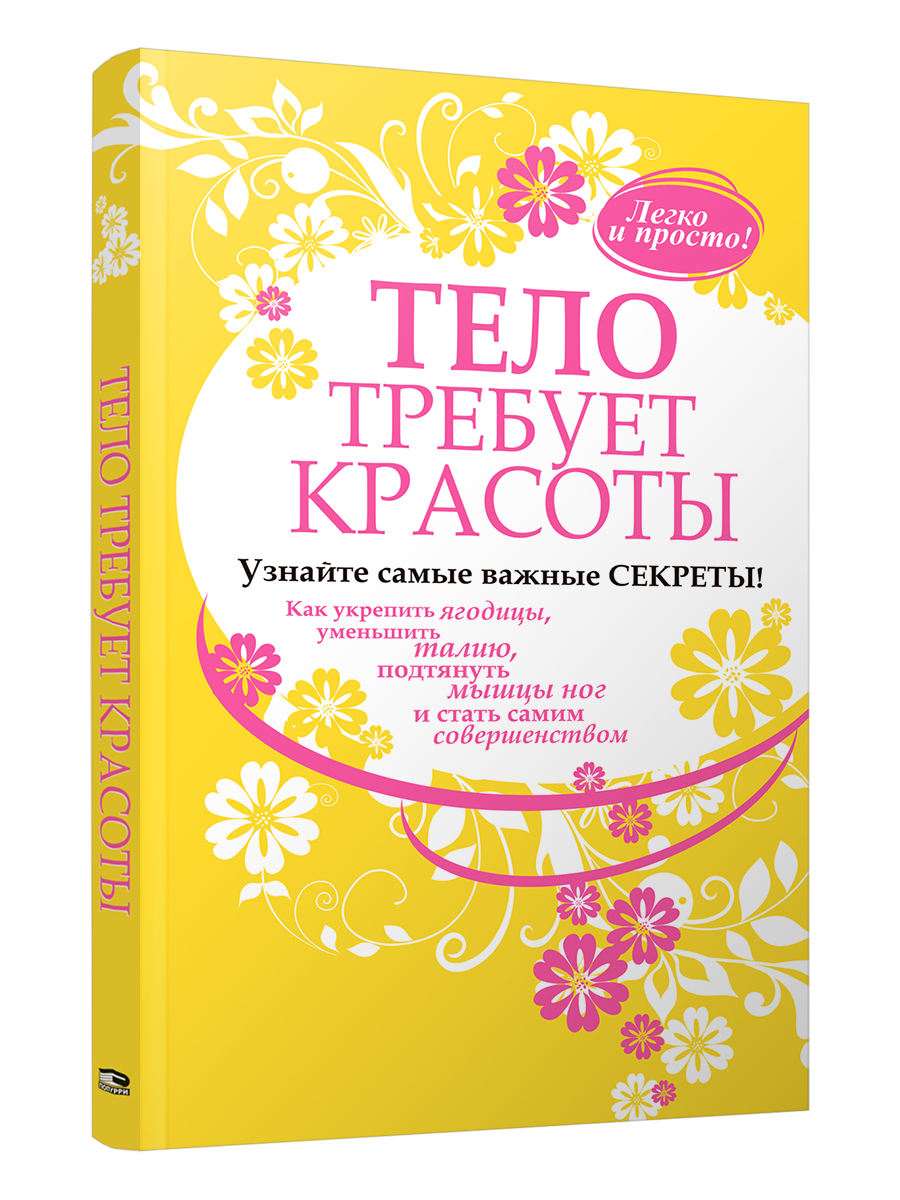 Легко
и просто!
ТЕЛО
ТРЕБУЕТ
КРАСОТЫ
Узнайте самые важные СЕКРЕТЫ!
Как укрепить ягодицы,
уменьшить
талию,
подтянуть
мышцы ног
и стать самим
совершенством
ТЕЛО ТРЕБУЕТ КРАСОТЫ
ПОПУРРИ